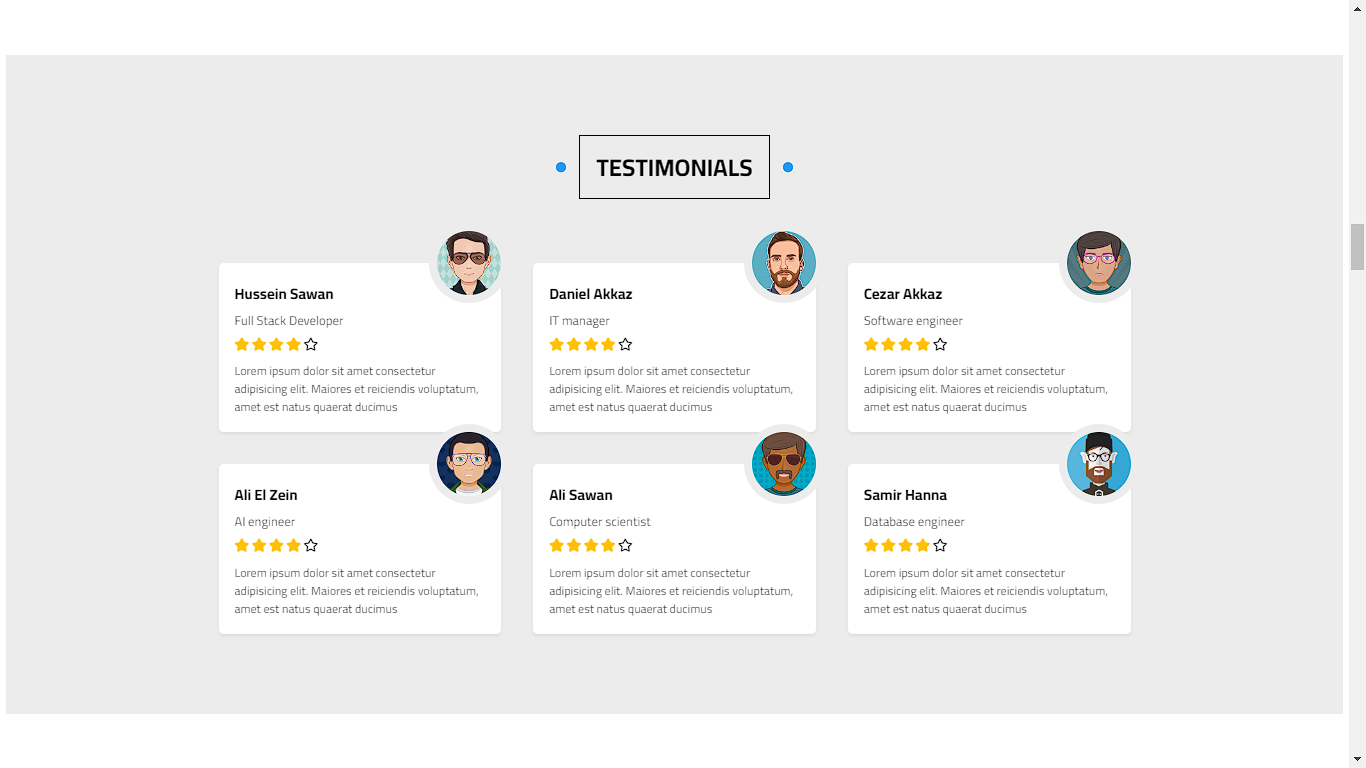 TESTIMONIALS
Hussein Sawan
Full Stack Developer
Lorem ipsum dolor sit amet consectetur
adipisicing elit. Maiores et reiciendis voluptatum,
amet est natus quaerat ducimus
Daniel Akkaz
IT manager
Lorem ipsum dolor sit amet consectetur
adipisicing elit. Maiores et reiciendis voluptatum,
amet est natus quaerat ducimus
Cezar Akkaz
Software engineer
Lorem ipsum dolor sit amet consectetur
adipisicing elit. Maiores et reiciendis voluptatum,
amet est natus quaerat ducimus
Ali El Zein
AI engineer
Lorem ipsum dolor sit amet consectetur
adipisicing elit. Maiores et reiciendis voluptatum,
amet est natus quaerat ducimus
Ali Sawan
Computer scientist
Lorem ipsum dolor sit amet consectetur
adipisicing elit. Maiores et reiciendis voluptatum,
amet est natus quaerat ducimus
Samir Hanna
Database engineer
Lorem ipsum dolor sit amet consectetur
adipisicing elit. Maiores et reiciendis voluptatum,
amet est natus quaerat ducimus